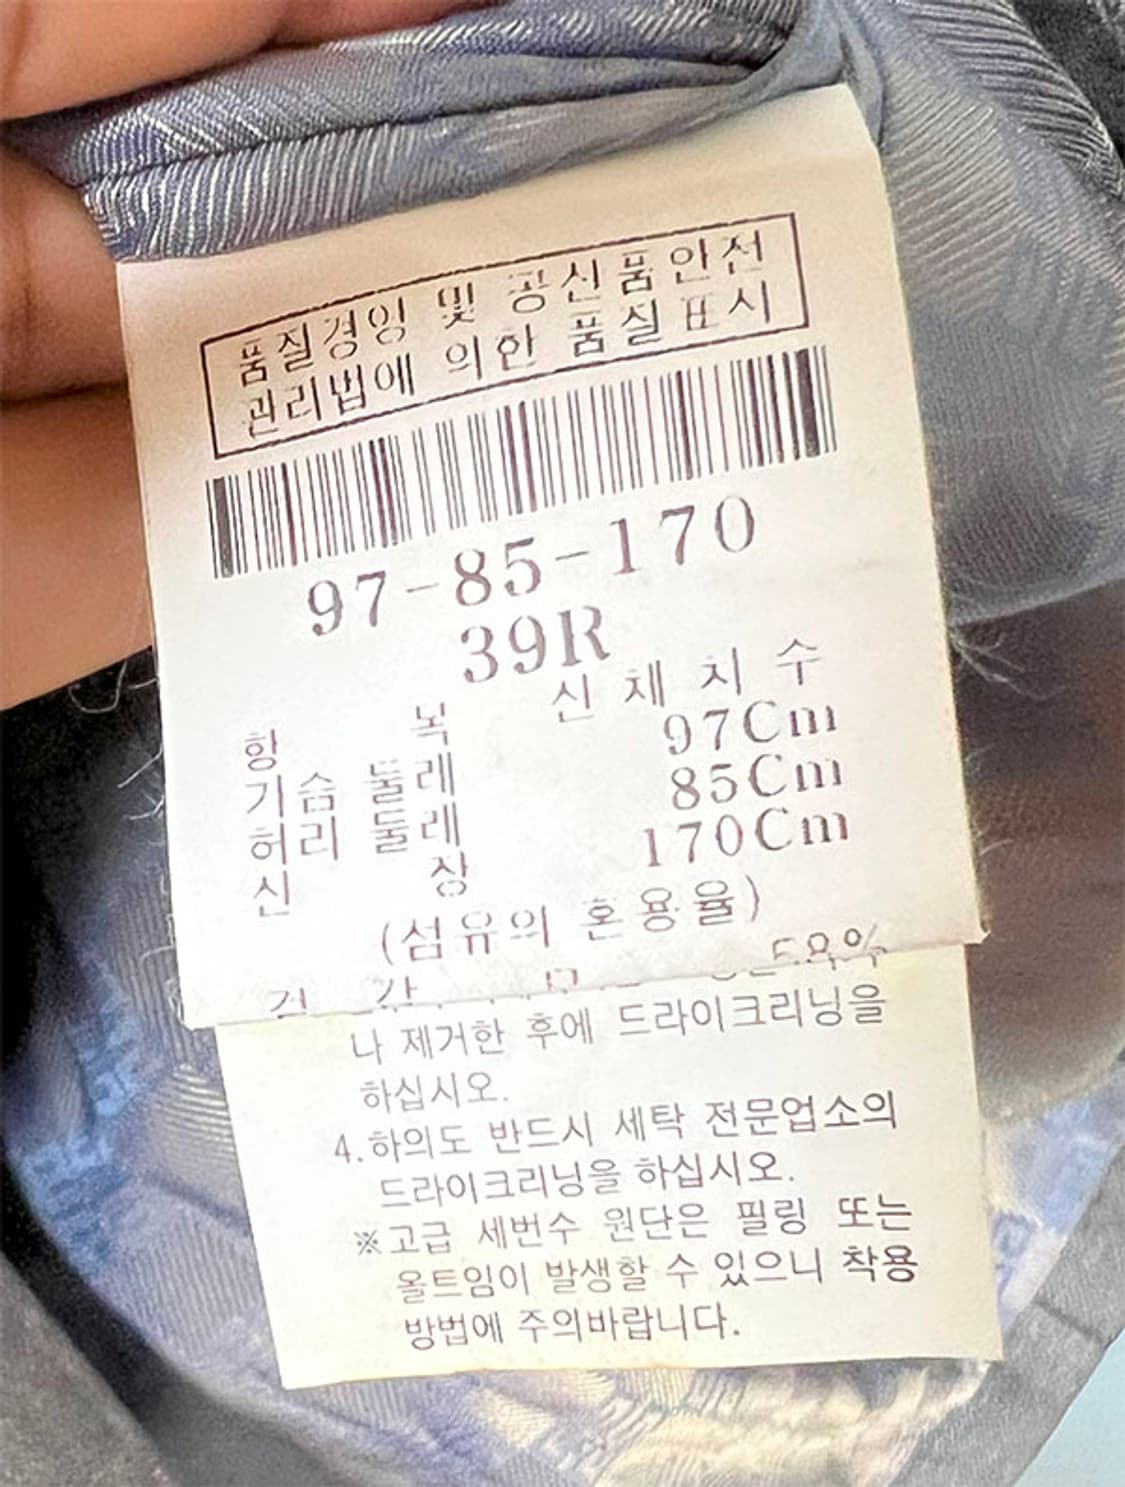 품질경영 및 공산품안전
관리법에 의한 품질표시
97-85-170
39R
항 목 신체치수
가슴 둘레 97Cm
허리 둘레 85Cm
신 장 170Cm
(섬유의 혼용율)
나 제거한 후에 드라이크리닝을
하십시오.
4.하의도 반드시 세탁 전문업소의
드라이크리닝을 하십시오.
※고급 세번수 원단은 필링 또는
올트임이 발생할 수 있으니 착용
방법에 주의바랍니다.